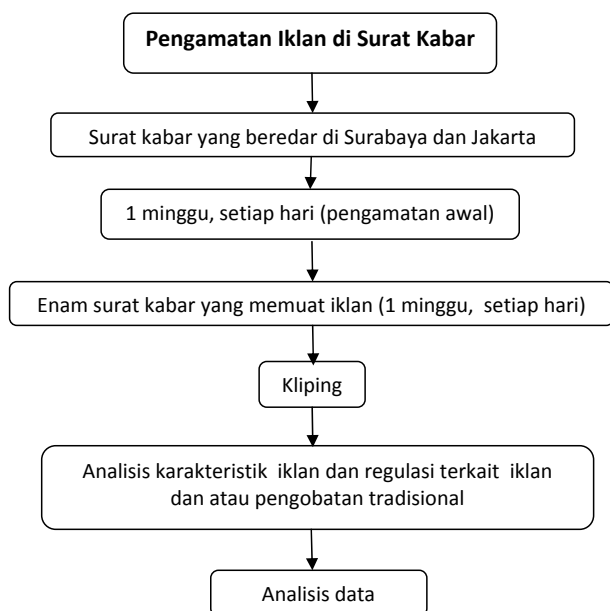 Pengamatan Iklan di Surat Kabar
Surat kabar yang beredar di Surabaya dan Jakarta
1 minggu, setiap hari (pengamatan awal)
Enam surat kabar yang memuat iklan (1 minggu, setiap hari)
Kliping
Analisis karakteristik iklan dan regulasi terkait iklan
dan atau pengobatan tradisional
Analisis data